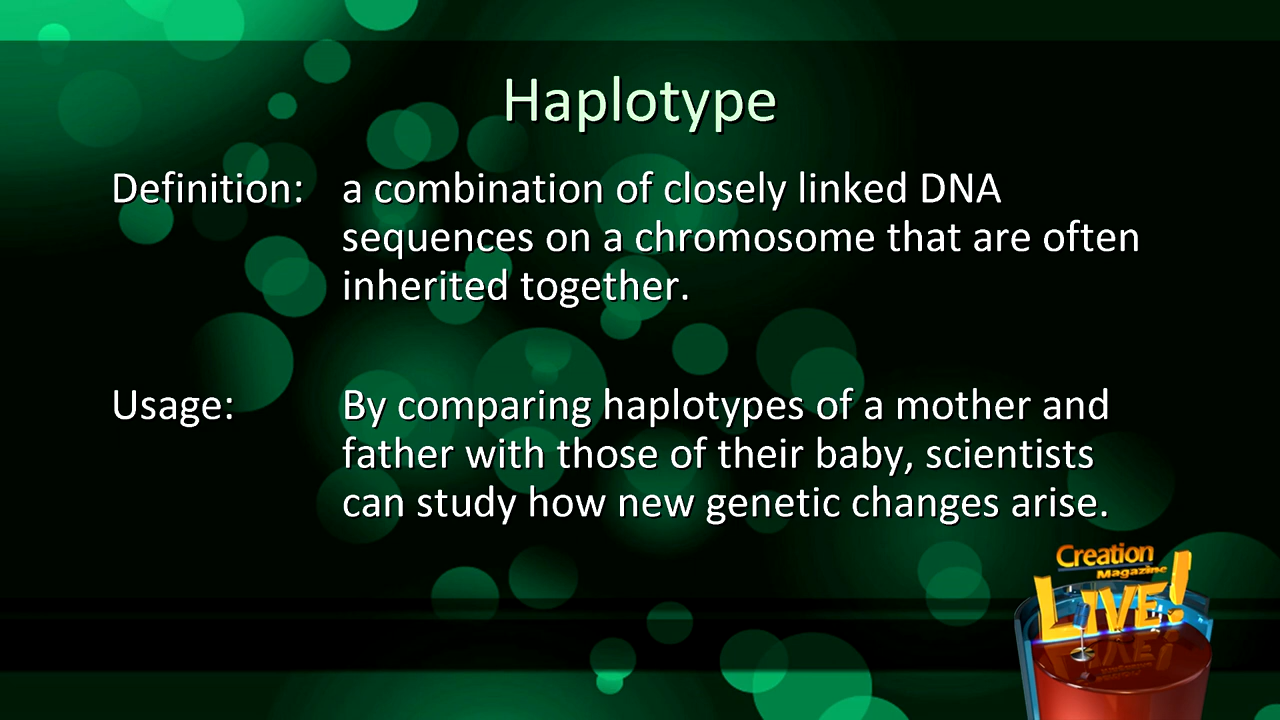 Haplotype
Definition: a combination of closely linked DNA
sequences on a chromosome that are often
inherited together.
Usage: By comparing haplotypes of a mother and
father with those of their baby, scientists
can study how new genetic changes arise.
Creation
Magazine
LIVE!